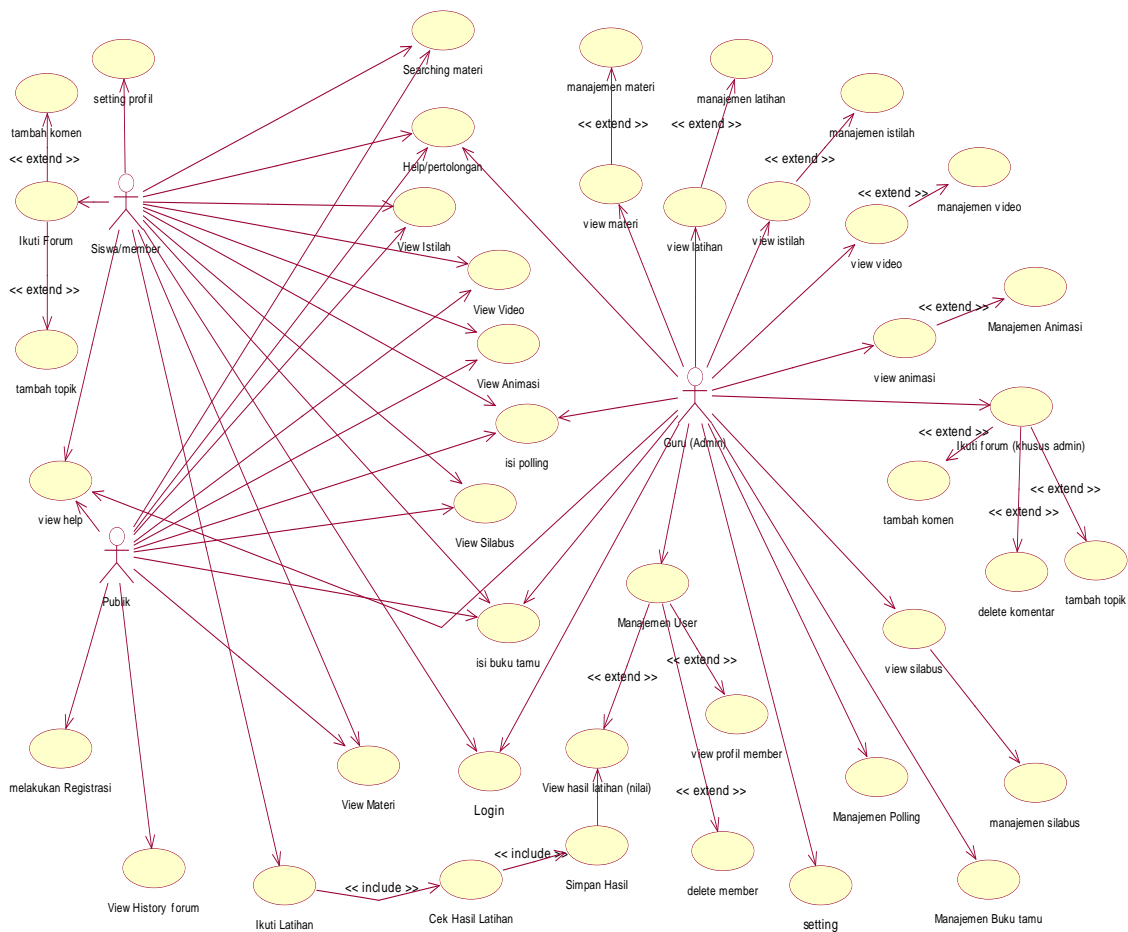 Searching materi
setting profil
manajemen materi
manajemen latihan
manajemen istilah
tambah komen
<< extend >>
<< extend >>
<< extend >>
<< extend >>
<< extend >>
Help/pertolongan
manajemen video
Ikuti Forum
Siswa/member
View Istilah
view materi
view latihan
view istilah
view video
<< extend >>
<< extend >>
View Video
Manajemen Animasi
tambah topik
View Animasi
view animasi
Guru (Admin)
<< extend >>
Ikuti forum (khusus admin)
isi polling
<< extend >>
tambah komen
<< extend >>
view help
View Silabus
Publik
tambah topik
delete komentar
Manajemen User
isi buku tamu
<< extend >>
<< extend >>
view silabus
view profil member
melakukan Registrasi
View hasil latihan (nilai)
<< extend >>
View Materi
Login
Manajemen Polling
manajemen silabus
<< include >>
<< include >>
Simpan Hasil
delete member
View History forum
Ikuti Latihan
Cek Hasil Latihan
setting
Manajemen Buku tamu